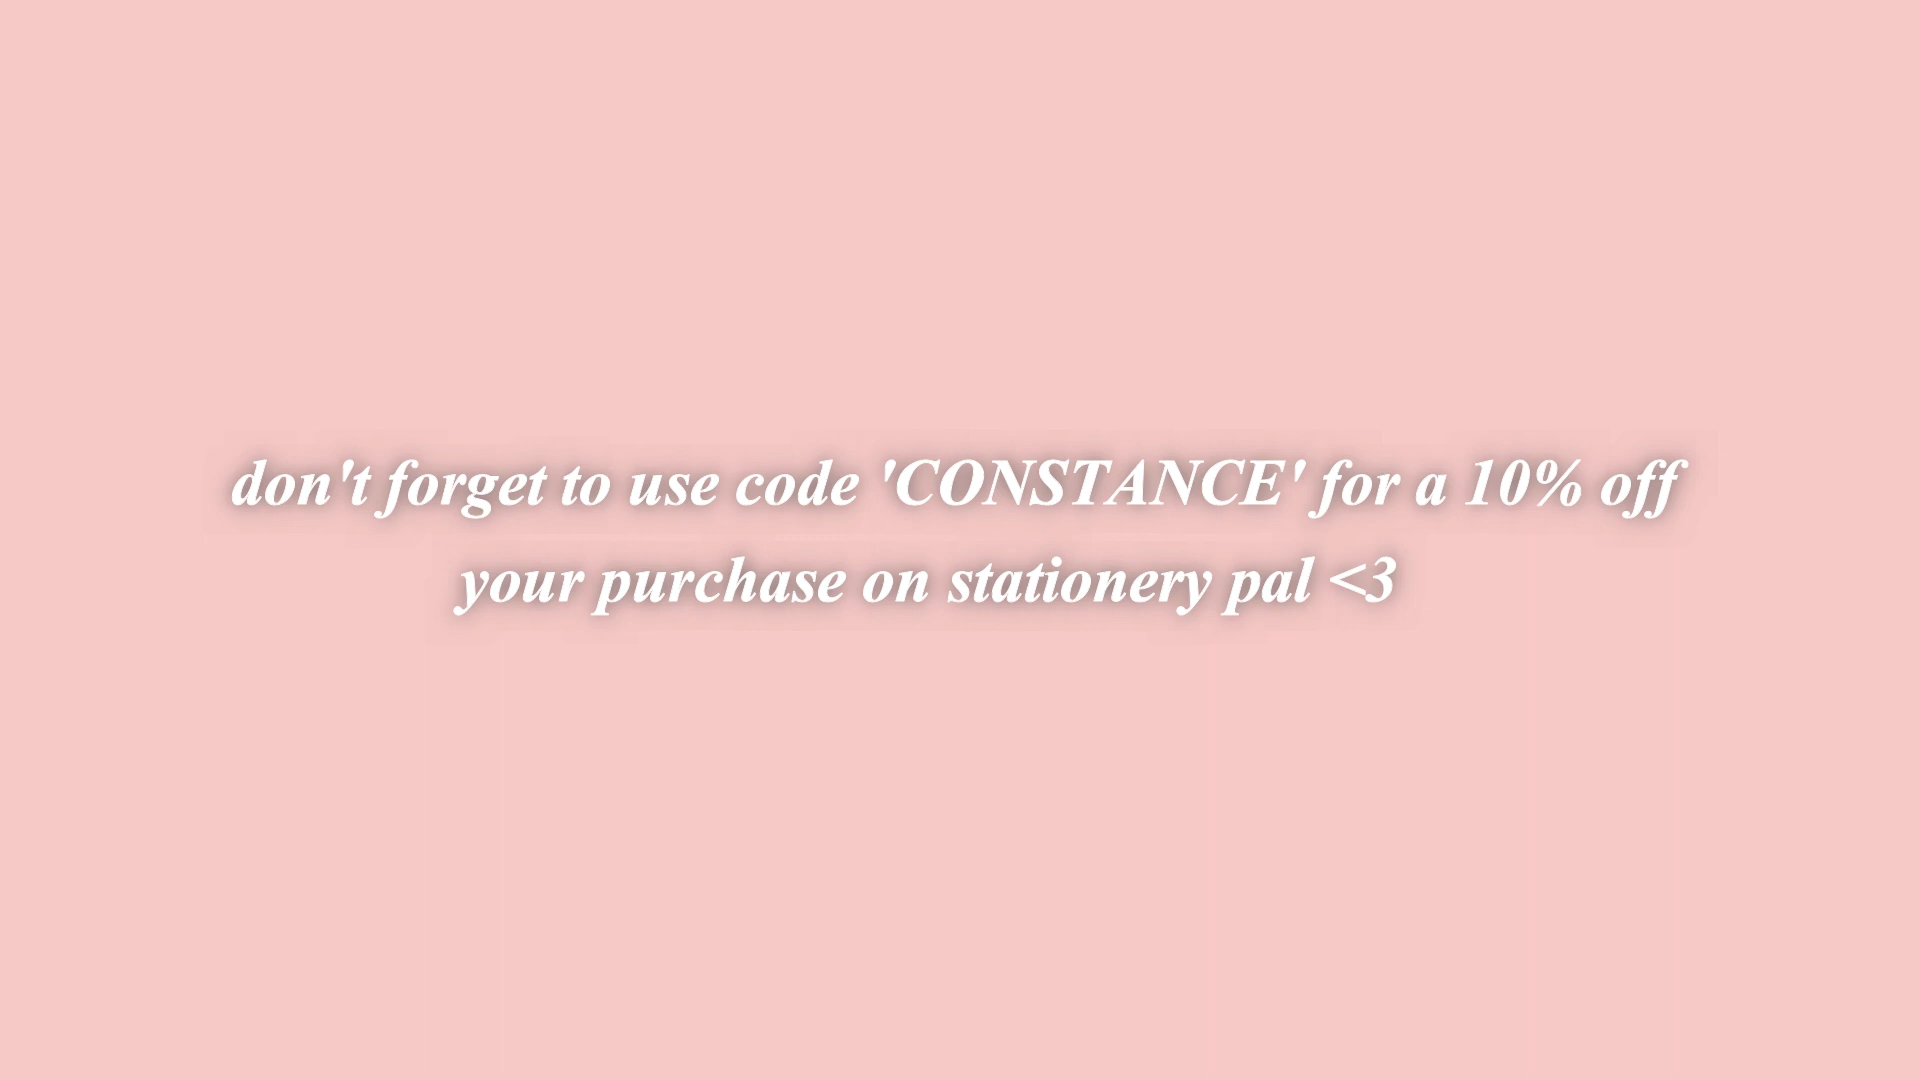 don't forget to use code 'CONSTANCE' for a 10% off
your purchase on stationery pal <3